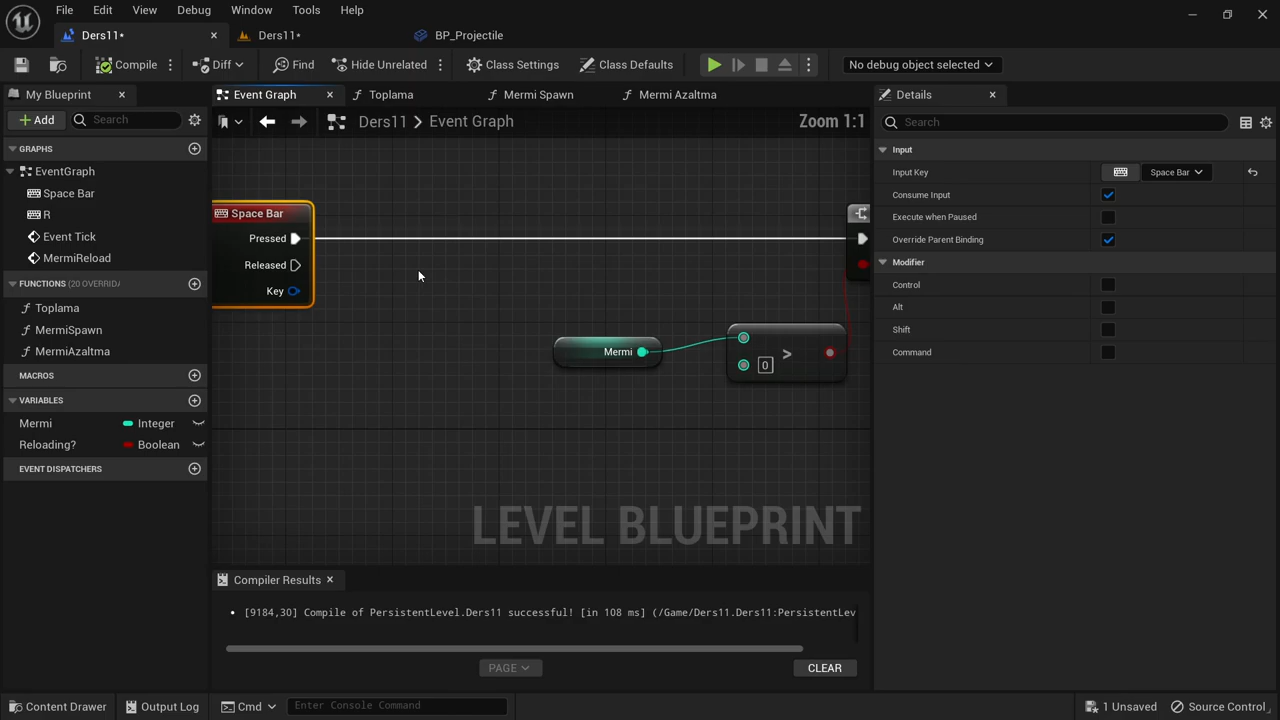 File Edit View Debug Window Tools Help
Ders11* Ders11* BP_Projectile
Compile Diff Find Hide Unrelated Class Settings Class Defaults No debug object selected
My Blueprint Event Graph Toplama Mermi Spawn Mermi Azaltma Details
Add Search Ders11 > Event Graph Zoom 1:1 Search
GRAPHS
EventGraph
Space Bar
R
Event Tick
MermiReload
FUNCTIONS (20 OVERRIDA
Toplama
MermiSpawn
MermiAzaltma
MACROS
VARIABLES
Mermi Integer
Reloading? Boolean
EVENT DISPATCHERS
Space Bar
Pressed
Released
Key
Mermi
0 >
LEVEL BLUEPRINT
Input
Input Key Space Bar
Consume Input
Execute when Paused
Override Parent Binding
Modifier
Control
Alt
Shift
Command
Compiler Results
[9184,30] Compile of PersistentLevel.Ders11 successful! [in 108 ms] (/Game/Ders11.Ders11:PersistentLev
PAGE CLEAR
Content Drawer Output Log Cmd Enter Console Command 1 Unsaved Source Control